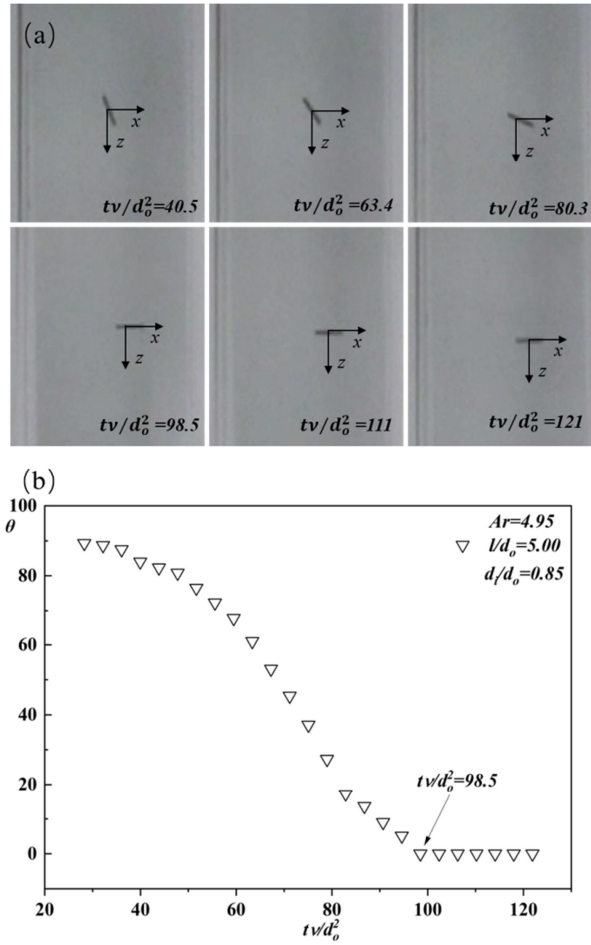 (a)
x
z
tν/d_o^2=40.5
x
z
tν/d_o^2=63.4
x
z
tν/d_o^2=80.3
x
z
tν/d_o^2=98.5
x
z
tν/d_o^2=111
x
z
tν/d_o^2=121
(b)
100
θ
80
60
40
20
0
Ar=4.95
l/d_o=5.00
d_i/d_o=0.85
tν/d_o^2=98.5
20 40 60 80 100 120
tν/d_o^2